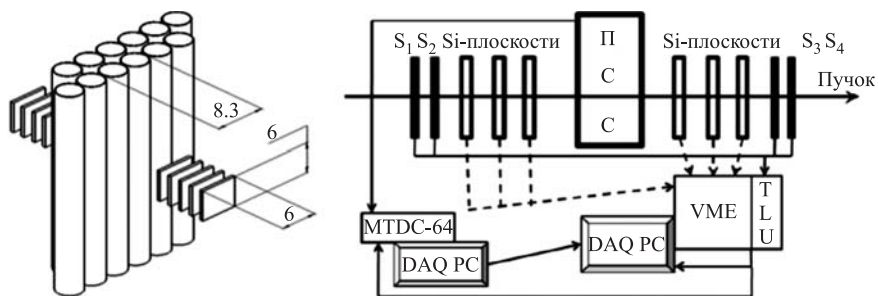 8.3
6
6
S1 S2 Si-плоскости
П
С
С
Si-плоскости
S3 S4
Пучок
MTDC-64
DAQ PC
DAQ PC
VME
T
L
U